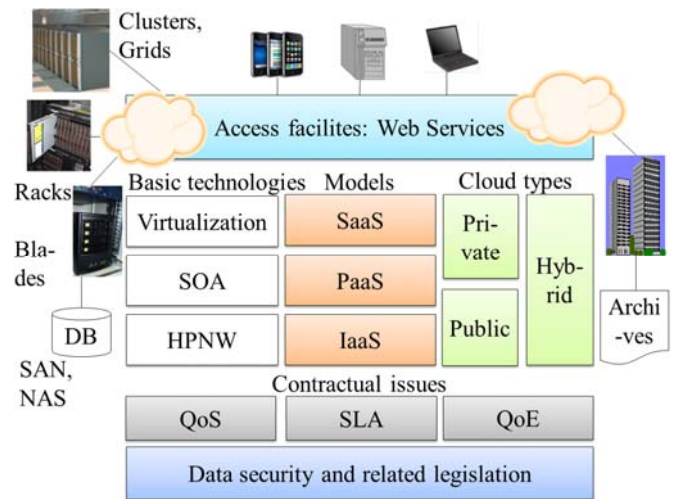 Clusters,
Grids
Access facilites: Web Services
Racks
Basic technologies
Models
Cloud types
Virtualization
SaaS
Pri-
vate
Hyb-
rid
Bla-
des
SOA
PaaS
Public
DB
HPNW
IaaS
Archi
-ves
SAN,
NAS
Contractual issues
QoS
SLA
QoE
Data security and related legislation